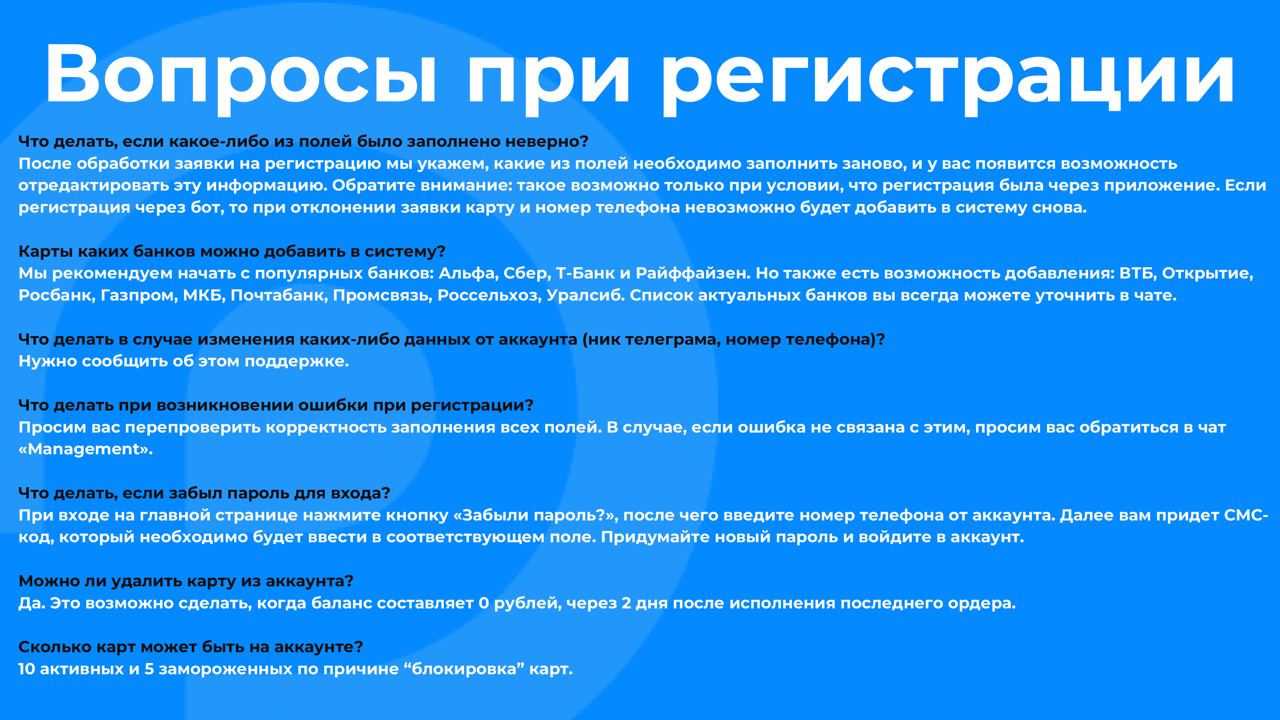 Вопросы при регистрации
Что делать, если какое-либо из полей было заполнено неверно?
После обработки заявки на регистрацию мы укажем, какие из полей необходимо заполнить заново, и у вас появится возможность
отредактировать эту информацию. Обратите внимание: такое возможно только при условии, что регистрация была через приложение. Если
регистрация через бот, то при отклонении заявки карту и номер телефона невозможно будет добавить в систему снова.
Карты каких банков можно добавить в систему?
Мы рекомендуем начать с популярных банков: Альфа, Сбер, Т-Банк и Райффайзен. Но также есть возможность добавления: ВТБ, Открытие,
Росбанк, Газпром, МКБ, Почтабанк, Промсвязь, Россельхоз, Уралсиб. Список актуальных банков вы всегда можете уточнить в чате.
Что делать в случае изменения каких-либо данных от аккаунта (ник телеграма, номер телефона)?
Нужно сообщить об этом поддержке.
Что делать при возникновении ошибки при регистрации?
Просим вас перепроверить корректность заполнения всех полей. В случае, если ошибка не связана с этим, просим вас обратиться в чат
«Management».
Что делать, если забыл пароль для входа?
При входе на главной странице нажмите кнопку «Забыли пароль?», после чего введите номер телефона от аккаунта. Далее вам придет СМС-
код, который необходимо будет ввести в соответствующем поле. Придумайте новый пароль и войдите в аккаунт.
Можно ли удалить карту из аккаунта?
Да. Это возможно сделать, когда баланс составляет 0 рублей, через 2 дня после исполнения последнего ордера.
Сколько карт может быть на аккаунте?
10 активных и 5 замороженных по причине “блокировка” карт.